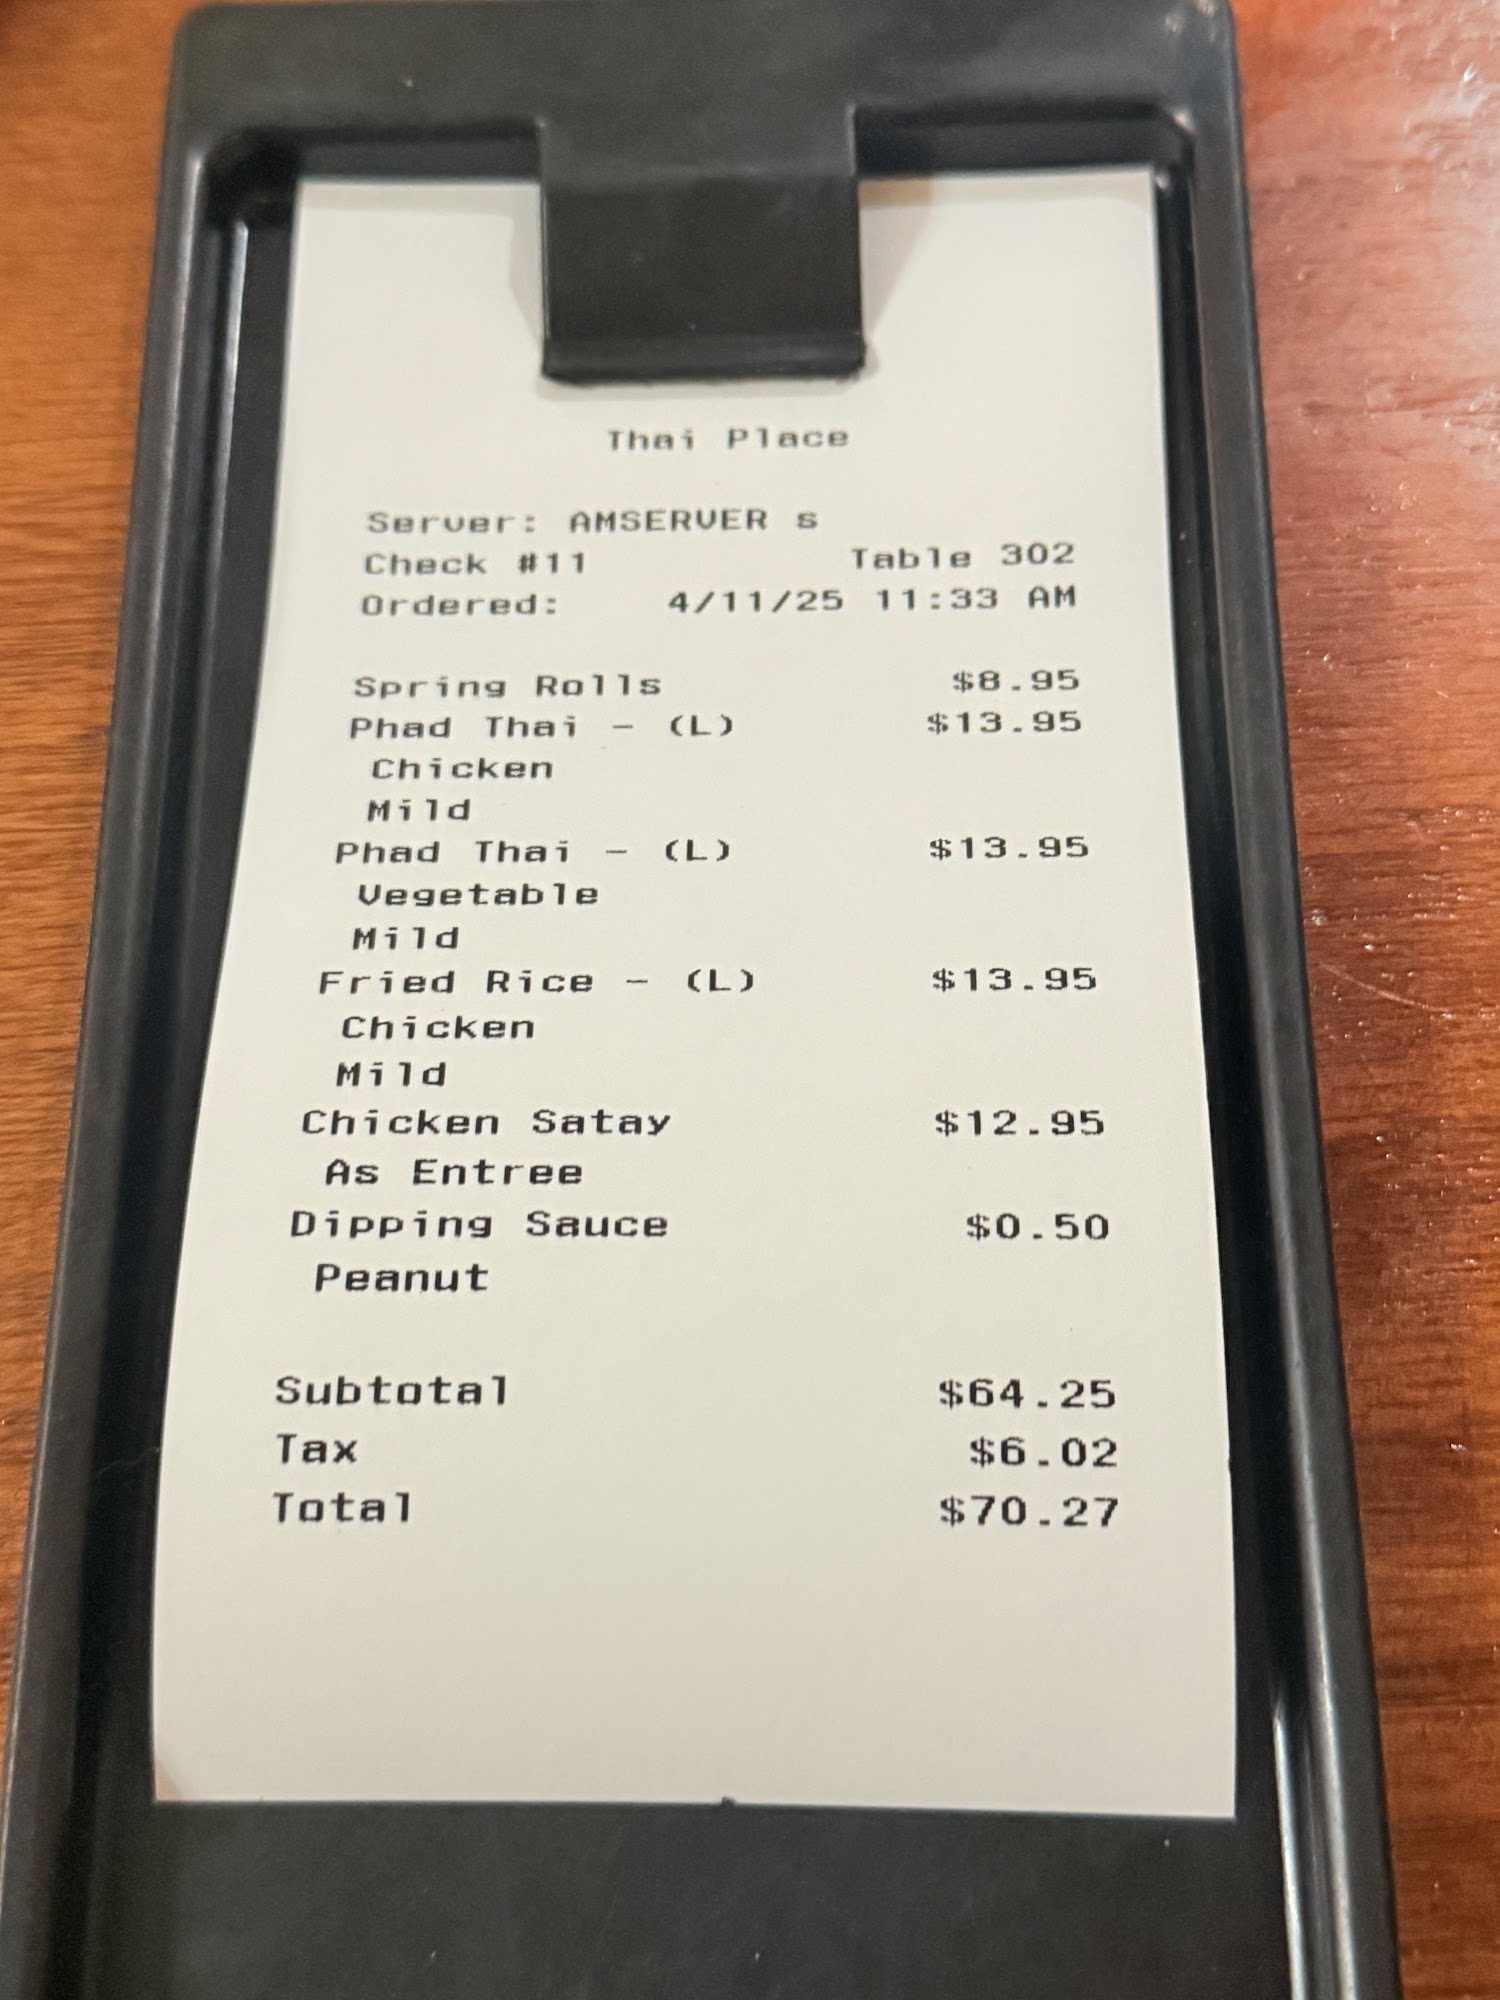 Thai Place
Server: AMSERVER s
Check #11 Table 302
Ordered: 4/11/25 11:33 AM
Spring Rolls $8.95
Phad Thai - (L) $13.95
Chicken
Mild
Phad Thai - (L) $13.95
Vegetable
Mild
Fried Rice - (L) $13.95
Chicken
Mild
Chicken Satay $12.95
As Entree
Dipping Sauce $0.50
Peanut
Subtotal $64.25
Tax $6.02
Total $70.27